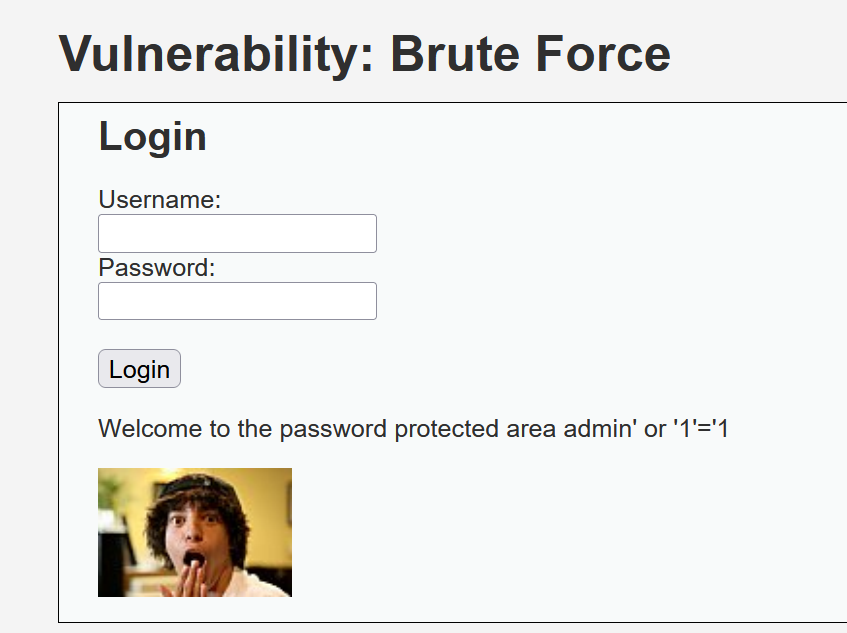 Vulnerability: Brute Force
Login
Username:
Password:
Login
Welcome to the password protected area admin' or '1'='1